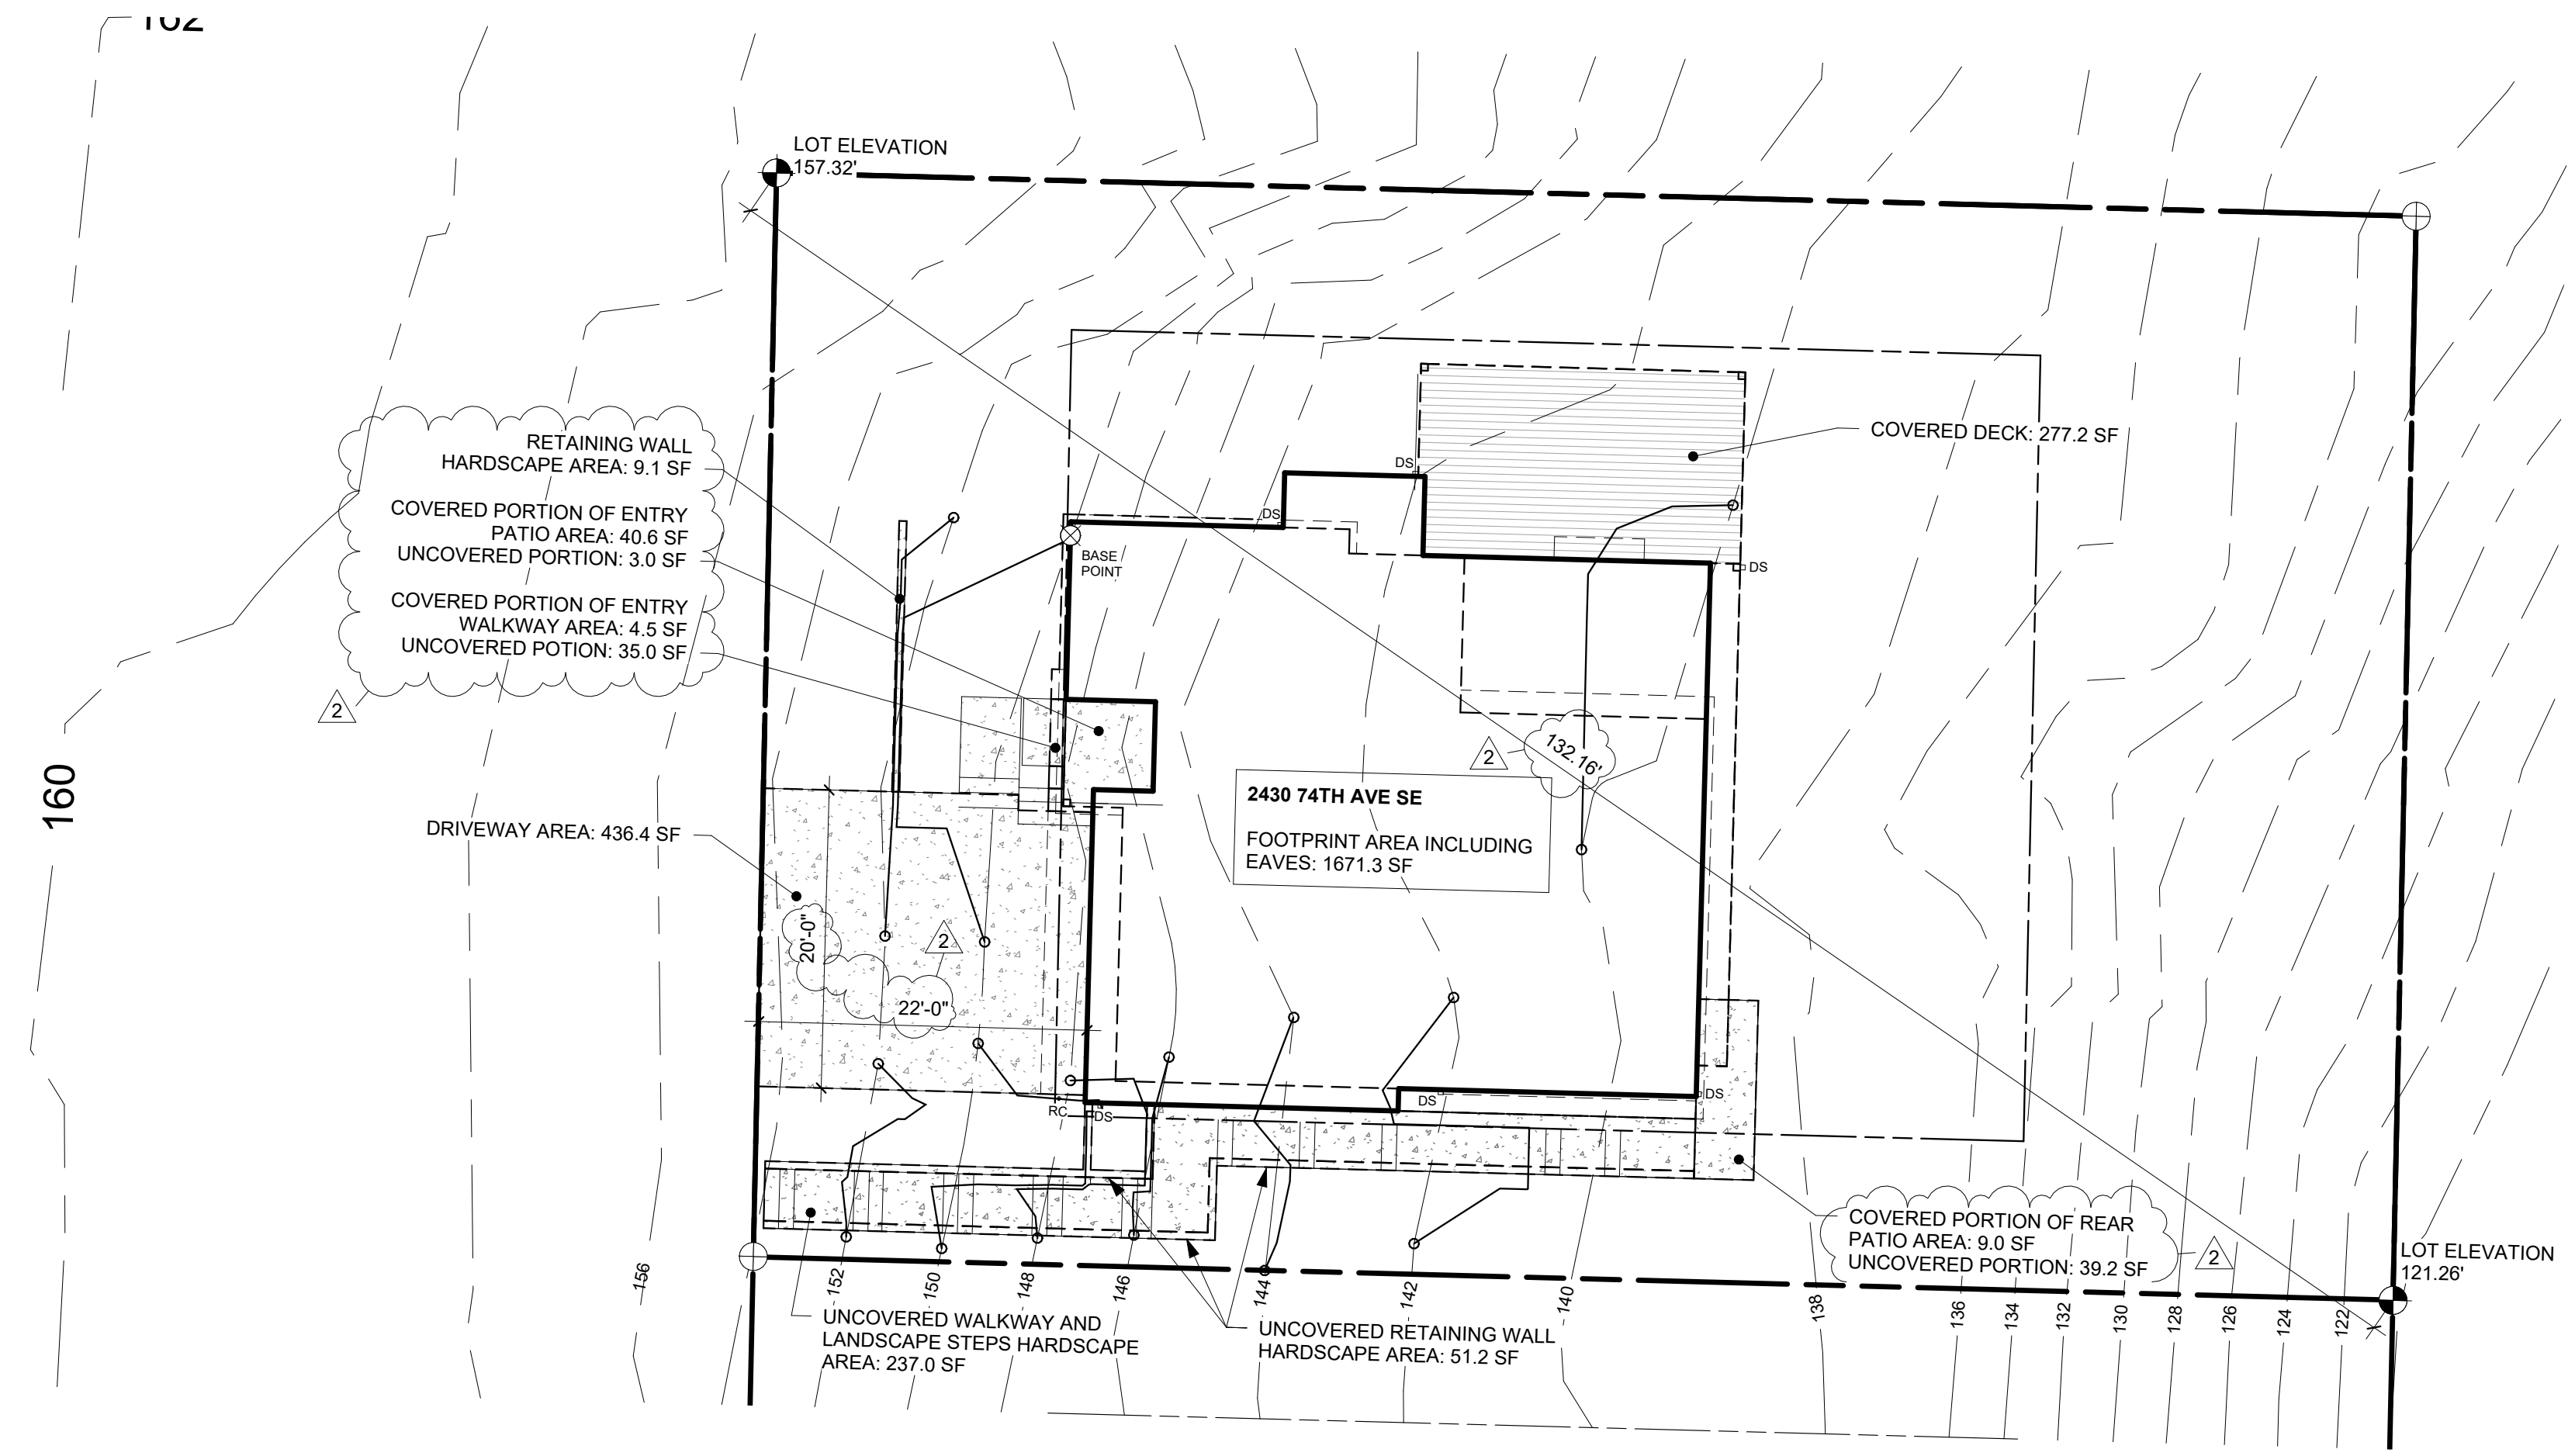 162
LOT ELEVATION
157.32'
RETAINING WALL
HARDSCAPE AREA: 9.1 SF
COVERED PORTION OF ENTRY
PATIO AREA: 40.6 SF
UNCOVERED PORTION: 3.0 SF
COVERED PORTION OF ENTRY
WALKWAY AREA: 4.5 SF
UNCOVERED POTION: 35.0 SF
2
COVERED DECK: 277.2 SF
DS
DS
DS
BASE
POINT
132.16'
2
160
2430 74TH AVE SE
FOOTPRINT AREA INCLUDING
EAVES: 1671.3 SF
DRIVEWAY AREA: 436.4 SF
20'-0"
2
22'-0"
RC
DS
DS
DS
COVERED PORTION OF REAR
PATIO AREA: 9.0 SF
UNCOVERED PORTION: 39.2 SF
2
LOT ELEVATION
121.26'
156
152
150
148
146
144
142
140
138
136
134
132
130
128
126
124
122
UNCOVERED WALKWAY AND
LANDSCAPE STEPS HARDSCAPE
AREA: 237.0 SF
UNCOVERED RETAINING WALL
HARDSCAPE AREA: 51.2 SF